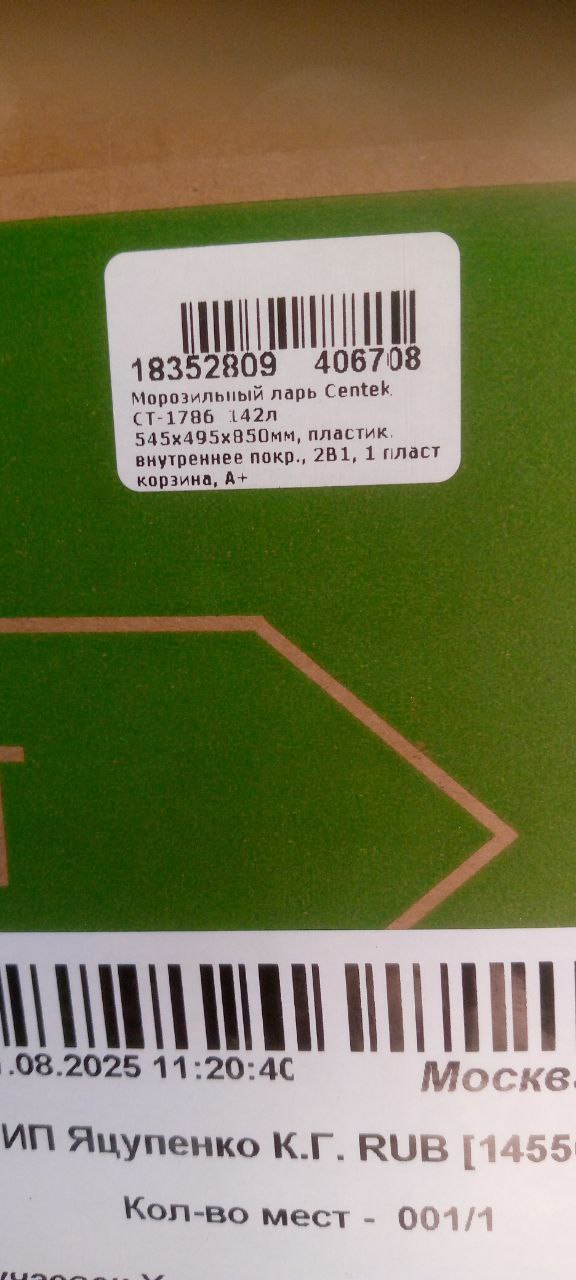 18352809 406708
Морозильный ларь Centek
CT-1786 142л
545x495x850мм, пластик.
внутреннее покр., 2В1, 1 пласт
корзина, А+
.08.2025 11:20:40
Москв
ИП Яцупенко К.Г. RUB [1455
Кол-во мест - 001/1